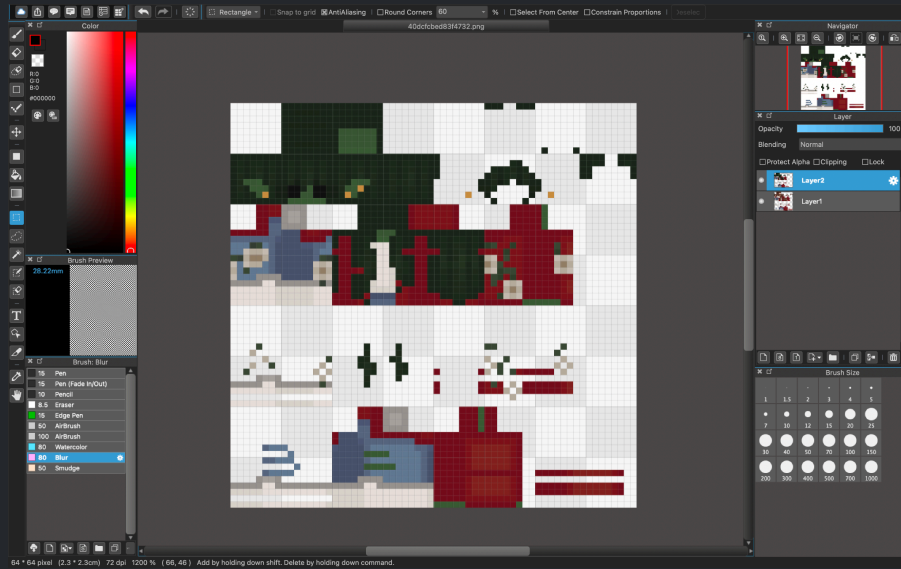 Rectangle Snap to grid AntiAliasing Round Corners 60 % Select From Center Constrain Proportions
Color
40dcfcbed83f4732.png
Navigator
R:0
G:0
B:0
#000000
Layer
Opacity 100
Blending Normal
Protect Alpha Clipping Lock
Layer2
Layer1
Brush Preview
28.22mm
T
Brush: Blur
15 Pen
15 Pen (Fade In/Out)
10 Pencil
8.5 Eraser
15 Edge Pen
50 AirBrush
100 AirBrush
80 Watercolor
80 Blur
50 Smudge
Brush Size
1 1.5 2 3 4 5
7 10 12 15 20 25
30 40 50 70 100 150
200 300 400 500 700 1000
64 * 64 pixel (2.3 * 2.3cm) 72 dpi 1200 % ( 66, 46 ) Add by holding down shift. Delete by holding down command.